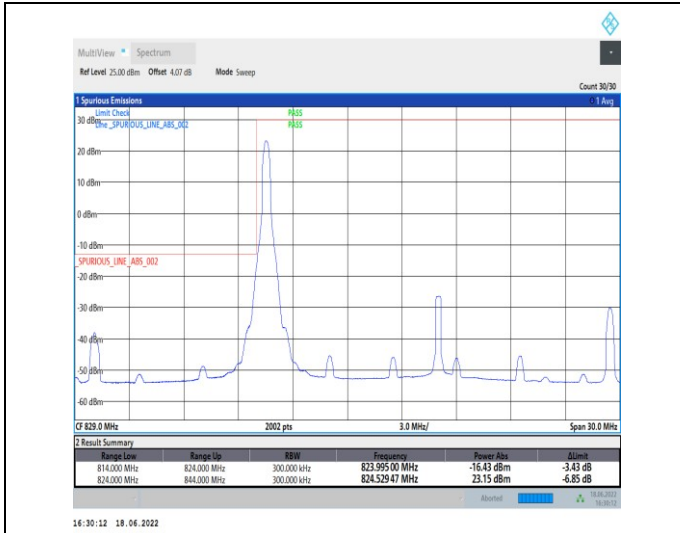 MultiView Spectrum
Ref Level 25.00 dBm Offset 4.07 dB Mode Sweep
Count 30/30
1 Spurious Emissions 1 Avg
Limit Check PASS
30 dBm
Line _SPURIOUS_LINE_ABS_002 PASS
20 dBm
10 dBm
0 dBm
-10 dBm
_SPURIOUS_LINE_ABS_002
-20 dBm
-30 dBm
-40 dBm
-50 dBm
-60 dBm
CF 829.0 MHz 2002 pts 3.0 MHz/ Span 30.0 MHz
2 Result Summary
Range Low Range Up RBW Frequency Power Abs ΔLimit
814.000 MHz 824.000 MHz 300.000 kHz 823.99500 MHz -16.43 dBm -3.43 dB
824.000 MHz 844.000 MHz 300.000 kHz 824.52947 MHz 23.15 dBm -6.85 dB
Aborted 18.06.2022
16:30:12
16:30:12 18.06.2022